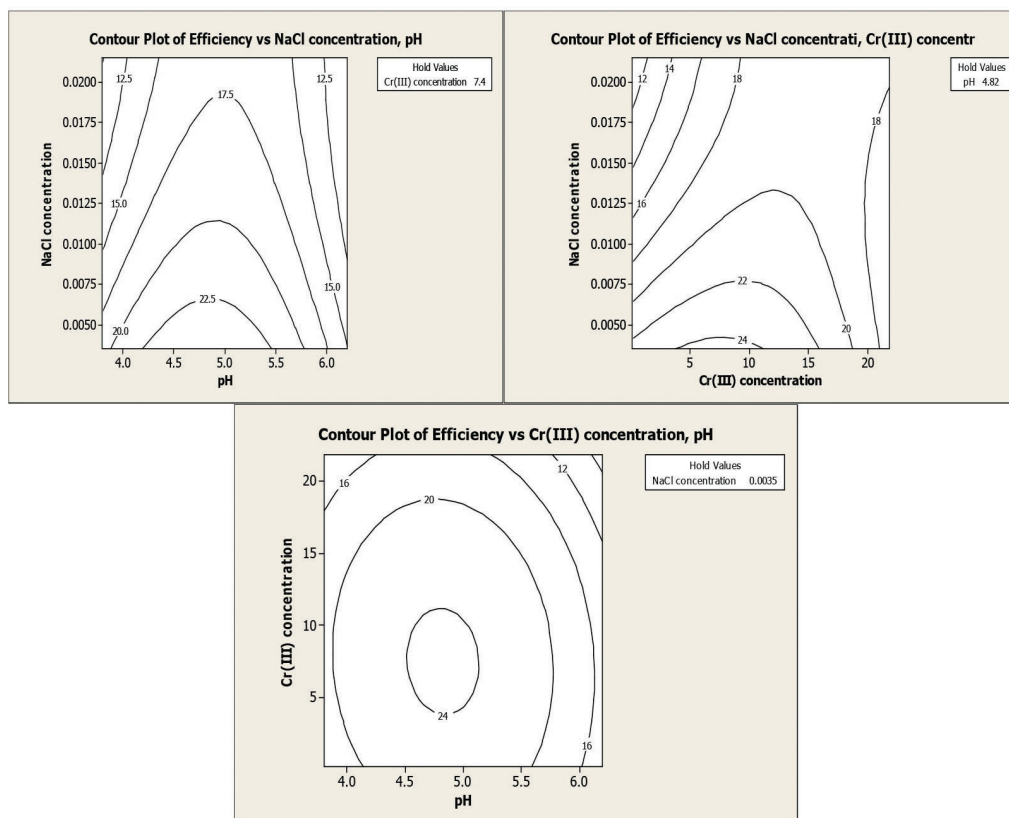 Contour Plot of Efficiency vs NaCl concentration, pH
Hold Values
Cr(III) concentration 7.4
NaCl concentration
0.0200
0.0175
0.0150
0.0125
0.0100
0.0075
0.0050
12.5
17.5
12.5
15.0
15.0
22.5
20.0
4.0 4.5 5.0 5.5 6.0
pH
Contour Plot of Efficiency vs NaCl concentrati, Cr(III) concentr
Hold Values
pH 4.82
NaCl concentration
0.0200
0.0175
0.0150
0.0125
0.0100
0.0075
0.0050
12
14
18
18
16
22
20
24
5 10 15 20
Cr(III) concentration
Contour Plot of Efficiency vs Cr(III) concentration, pH
Hold Values
NaCl concentration 0.0035
Cr(III) concentration
20
15
10
5
16
12
20
24
16
4.0 4.5 5.0 5.5 6.0
pH